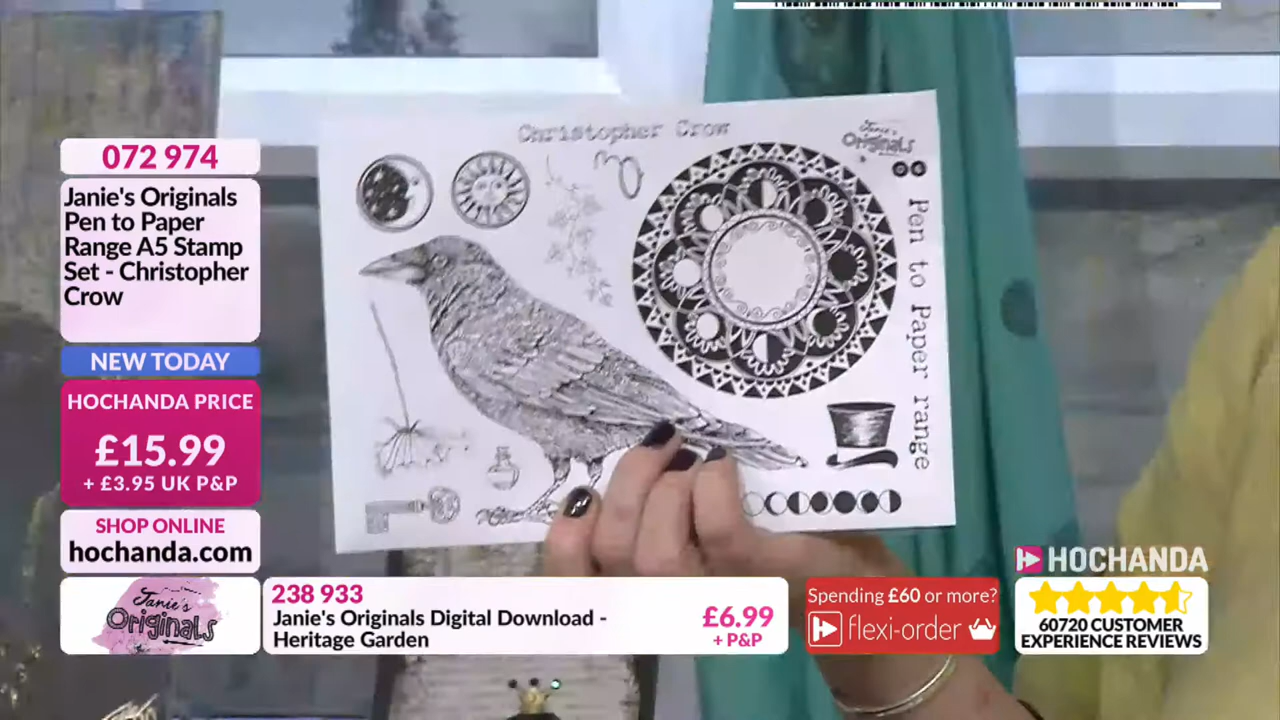 Christopher Crow
Janie's
Originals
Pen to Paper range
072 974
Janie's Originals
Pen to Paper
Range A5 Stamp
Set - Christopher
Crow
NEW TODAY
HOCHANDA PRICE
£15.99
+ £3.95 UK P&P
SHOP ONLINE
hochanda.com
Janie's
Originals
238 933
Janie's Originals Digital Download -
Heritage Garden
£6.99
+ P&P
Spending £60 or more?
flexi-order
HOCHANDA
60720 CUSTOMER
EXPERIENCE REVIEWS